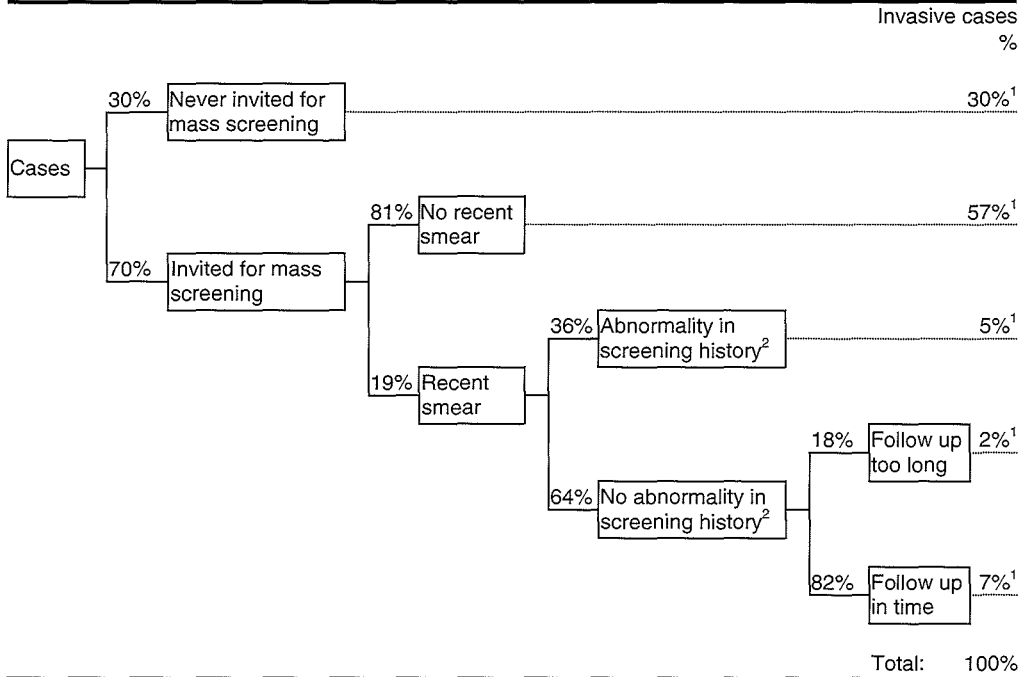 Invasive cases
%
30% Never invited for 30%¹
mass screening
Cases
81% No recent 57%¹
smear
70% Invited for mass
screening
36% Abnormality in 5%¹
screening history²
19% Recent
smear
18% Follow up 2%¹
too long
64% No abnormality in
screening history²
82% Follow up 7%¹
in time
Total: 100%